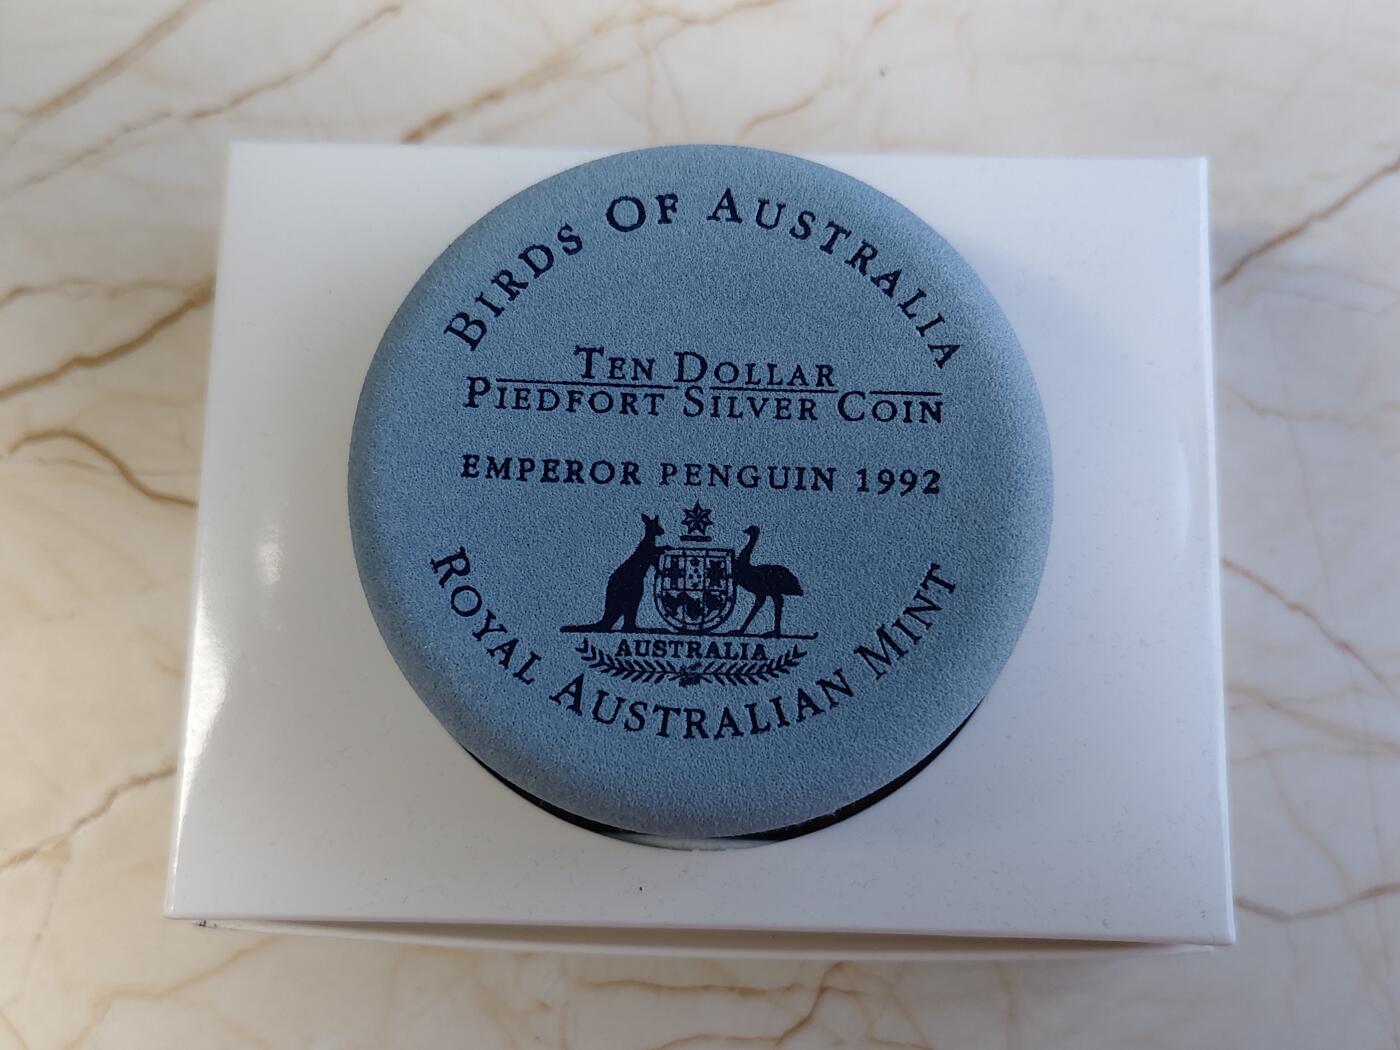 BIRDS OF AUSTRALIA
TEN DOLLAR
PIEDFORT SILVER COIN
EMPEROR PENGUIN 1992
AUSTRALIA
ROYAL AUSTRALIAN MINT